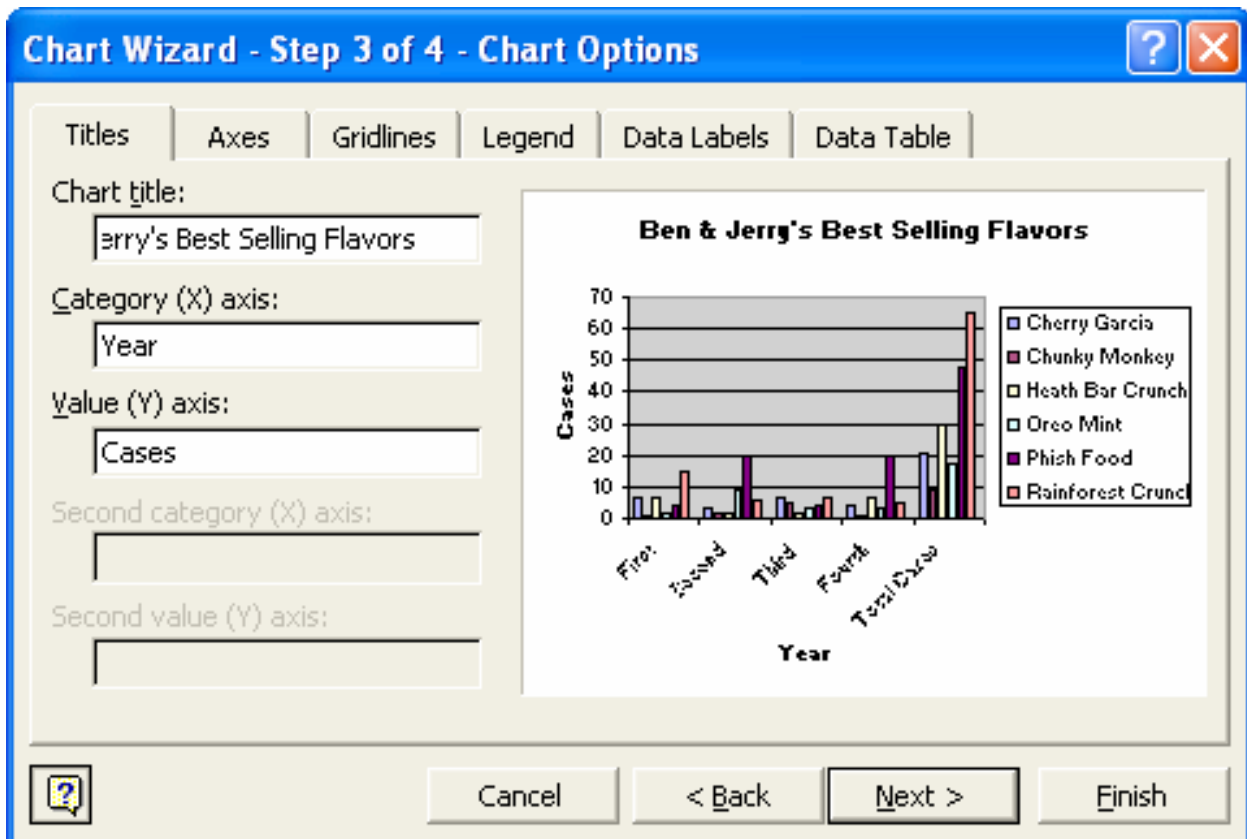 Chart Wizard - Step 3 of 4 - Chart Options
Titles Axes Gridlines Legend Data Labels Data Table
Chart title:
erry's Best Selling Flavors
Category (X) axis:
Year
Value (Y) axis:
Cases
Second category (X) axis:
Second value (Y) axis:
Ben & Jerry's Best Selling Flavors
70
60
50
40
30
20
10
0
Cases
First Second Third Fourth Total Cases
Year
Cherry Garcia
Chunky Monkey
Heath Bar Crunch
Oreo Mint
Phish Food
Rainforest Crunc
Cancel < Back Next > Finish